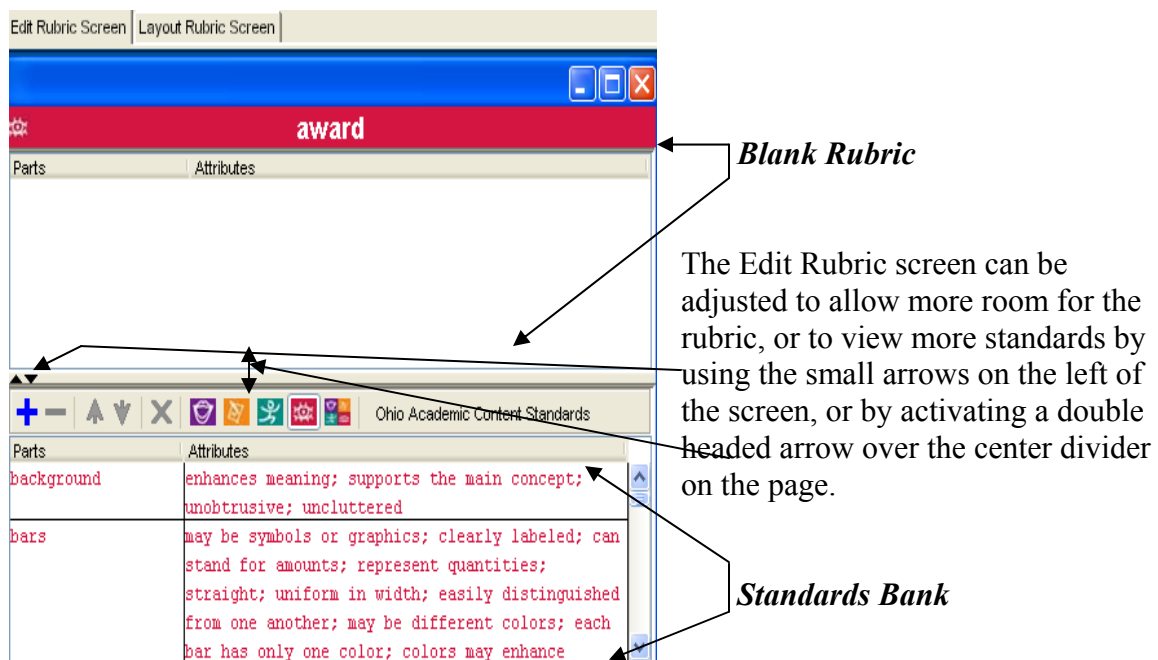 Edit Rubric Screen Layout Rubric Screen
award
Parts Attributes
Blank Rubric
The Edit Rubric screen can be
adjusted to allow more room for the
rubric, or to view more standards by
using the small arrows on the left of
the screen, or by activating a double
headed arrow over the center divider
on the page.
Ohio Academic Content Standards
Parts Attributes
background enhances meaning; supports the main concept;
unobtrusive; uncluttered
bars may be symbols or graphics; clearly labeled; can
stand for amounts; represent quantities;
straight; uniform in width; easily distinguished
from one another; may be different colors; each
bar has only one color; colors may enhance
Standards Bank